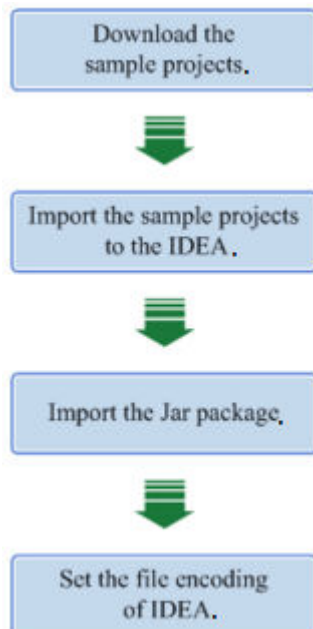 Download the
sample projects.
Import the sample projects
to the IDEA.
Import the Jar package.
Set the file encoding
of IDEA.